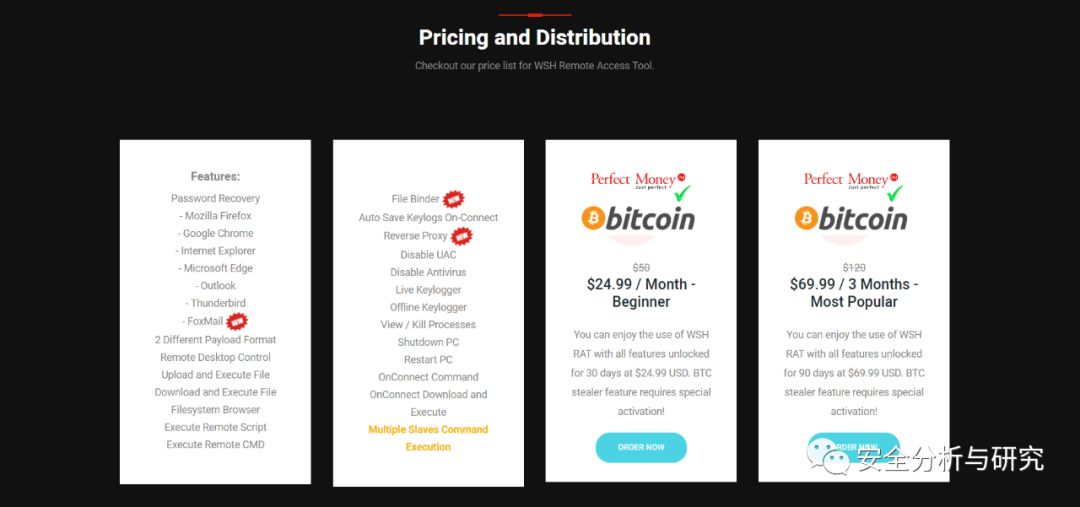 Pricing and Distribution
Checkout our price list for WSH Remote Access Tool.
Features:
Password Recovery
- Mozilla Firefox
- Google Chrome
- Internet Explorer
- Microsoft Edge
- Outlook
- Thunderbird
- FoxMail NEW
2 Different Payload Format
Remote Desktop Control
Upload and Execute File
Download and Execute File
Filesystem Browser
Execute Remote Script
Execute Remote CMD
File Binder NEW
Auto Save Keylogs On-Connect
Reverse Proxy NEW
Disable UAC
Disable Antivirus
Live Keylogger
Offline Keylogger
View / Kill Processes
Shutdown PC
Restart PC
OnConnect Command
OnConnect Download and
Execute
Multiple Slaves Command
Execution
Perfect Money
Just perfect
bitcoin
$50
$24.99 / Month -
Beginner
You can enjoy the use of WSH
RAT with all features unlocked
for 30 days at $24.99 USD. BTC
stealer feature requires special
activation!
ORDER NOW
Perfect Money
Just perfect
bitcoin
$120
$69.99 / 3 Months -
Most Popular
You can enjoy the use of WSH
RAT with all features unlocked
for 90 days at $69.99 USD. BTC
stealer feature requires special
activation!
ORDER NOW
安全分析与研究